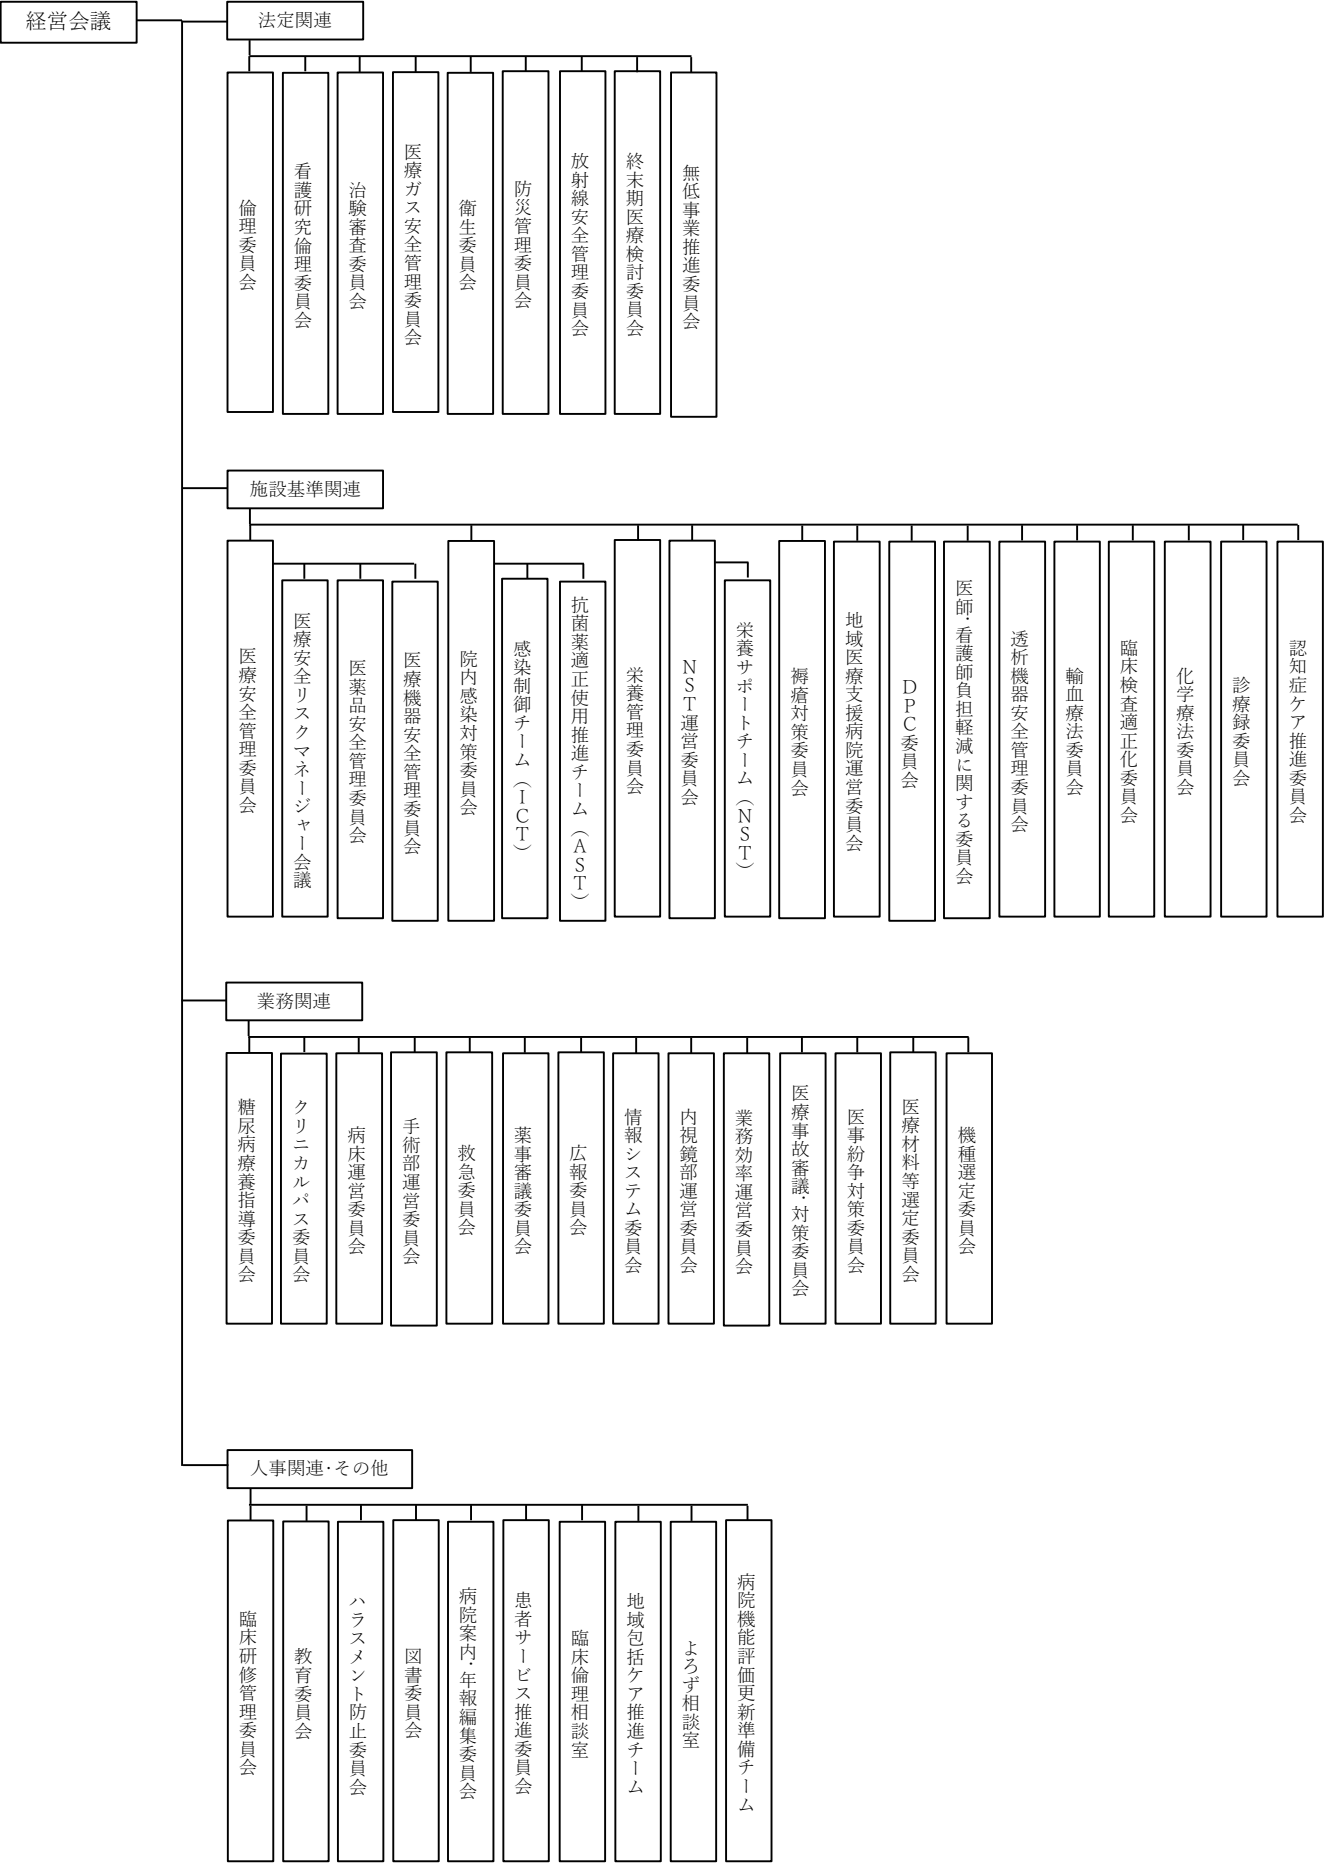 経営会議
法定関連
倫理委員会
看護研究倫理委員会
治験審査委員会
医療ガス安全管理委員会
衛生委員会
防災管理委員会
放射線安全管理委員会
終末期医療検討委員会
無低事業推進委員会
施設基準関連
医療安全管理委員会
医療安全リスクマネージャー会議
医薬品安全管理委員会
医療機器安全管理委員会
院内感染対策委員会
感染制御チーム（ICT）
抗菌薬適正使用推進チーム（AST）
栄養管理委員会
NST運営委員会
栄養サポートチーム（NST）
褥瘡対策委員会
地域医療支援病院運営委員会
DPC委員会
医師・看護師負担軽減に関する委員会
透析機器安全管理委員会
輸血療法委員会
臨床検査適正化委員会
化学療法委員会
診療録委員会
認知症ケア推進委員会
業務関連
糖尿病療養指導委員会
クリニカルパス委員会
病床運営委員会
手術部運営委員会
救急委員会
薬事審議委員会
広報委員会
情報システム委員会
内視鏡部運営委員会
業務効率運営委員会
医療事故審議・対策委員会
医事紛争対策委員会
医療材料等選定委員会
機種選定委員会
人事関連・その他
臨床研修管理委員会
教育委員会
ハラスメント防止委員会
図書委員会
病院案内・年報編集委員会
患者サービス推進委員会
臨床倫理相談室
地域包括ケア推進チーム
よろず相談室
病院機能評価更新準備チーム